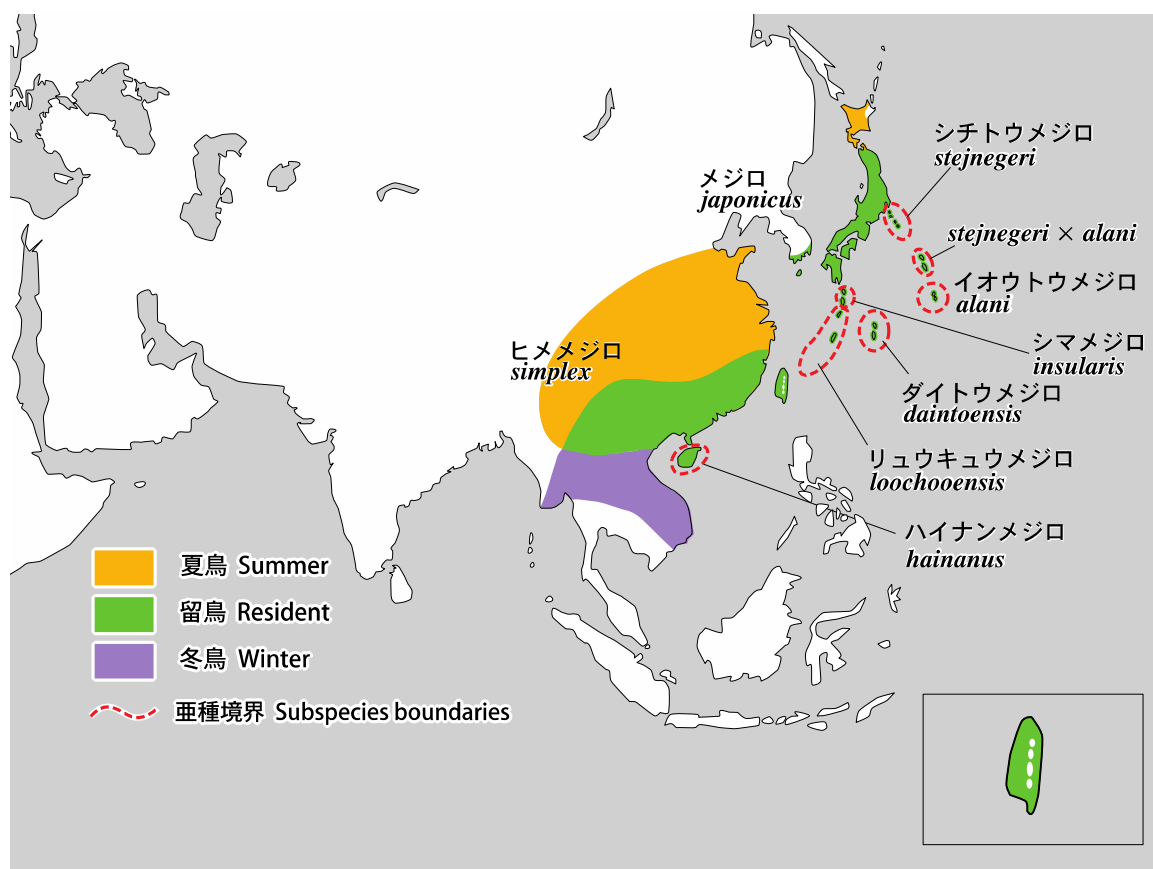 シチトウメジロ
stejnegeri
メジロ
japonicus
stejnegeri × alani
イオウトウメジロ
alani
シマメジロ
insularis
ヒメメジロ
simplex
ダイトウメジロ
daintoensis
リュウキュウメジロ
loochooensis
ハイナンメジロ
hainanus
夏鳥 Summer
留鳥 Resident
冬鳥 Winter
亜種境界 Subspecies boundaries